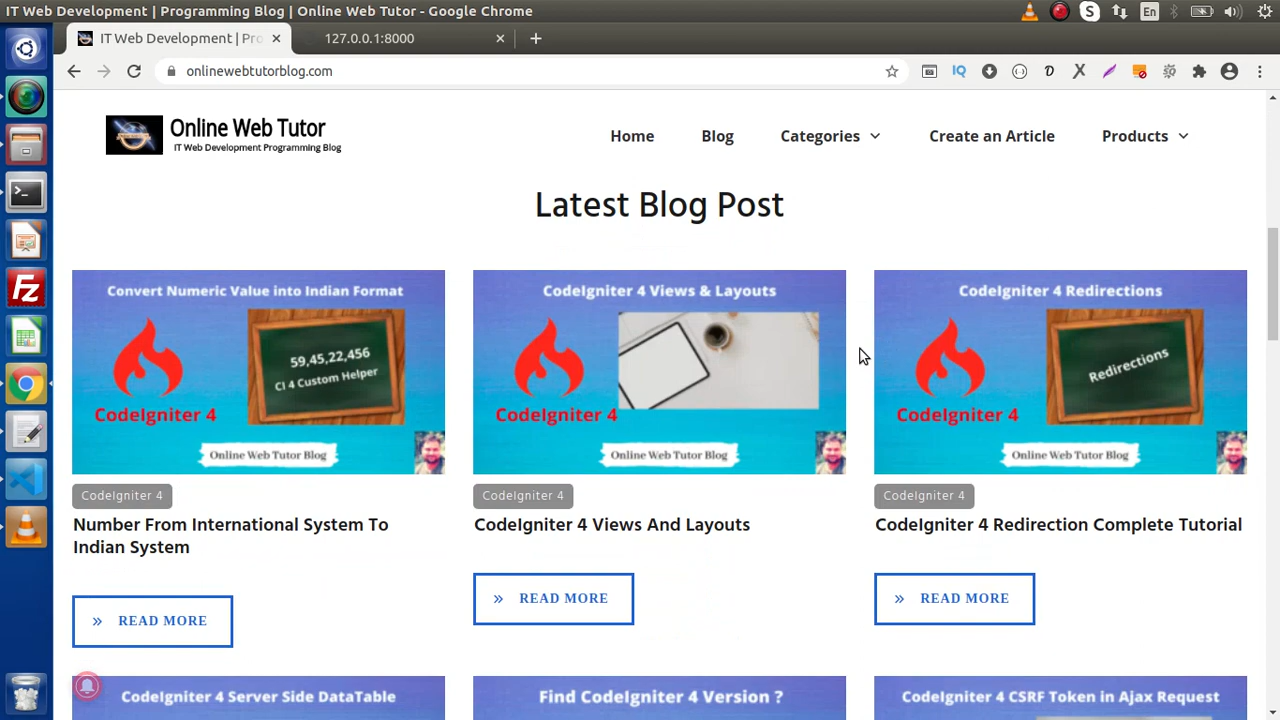 IT Web Development | Programming Blog | Online Web Tutor - Google Chrome
En
IT Web Development | Pro
127.0.0.1:8000
onlinewebtutorblog.com
IQ
Online Web Tutor
IT Web Development Programming Blog
Home
Blog
Categories
Create an Article
Products
Latest Blog Post
Convert Numeric Value into Indian Format
59,45,22,456
CI 4 Custom Helper
CodeIgniter 4
Online Web Tutor Blog
CodeIgniter 4 Views & Layouts
CodeIgniter 4
Online Web Tutor Blog
CodeIgniter 4 Redirections
Redirections
CodeIgniter 4
Online Web Tutor Blog
CodeIgniter 4
Number From International System To
Indian System
» READ MORE
CodeIgniter 4
CodeIgniter 4 Views And Layouts
» READ MORE
CodeIgniter 4
CodeIgniter 4 Redirection Complete Tutorial
» READ MORE
CodeIgniter 4 Server Side DataTable
Find CodeIgniter 4 Version ?
CodeIgniter 4 CSRF Token in Ajax Request